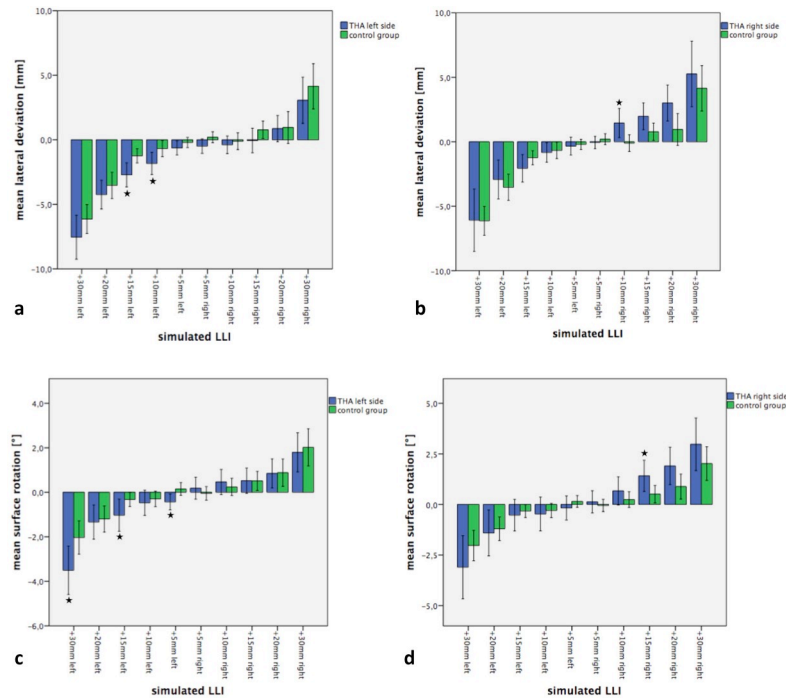 10,0
5,0
0,0
-5,0
-10,0
mean lateral deviation [mm]
THA left side
control group
★
★
+30mm left
+20mm left
+15mm left
+10mm left
+5mm left
+5mm right
+10mm right
+15mm right
+20mm right
+30mm right
simulated LLI
a
10,0
5,0
0,0
-5,0
-10,0
mean lateral deviation [mm]
THA right side
control group
★
+30mm left
+20mm left
+15mm left
+10mm left
+5mm left
+5mm right
+10mm right
+15mm right
+20mm right
+30mm right
simulated LLI
b
4,0
2,0
0,0
-2,0
-4,0
-6,0
mean surface rotation [°]
THA left side
control group
★
★
★
+30mm left
+20mm left
+15mm left
+10mm left
+5mm left
+5mm right
+10mm right
+15mm right
+20mm right
+30mm right
simulated LLI
c
5,0
2,5
0,0
-2,5
-5,0
mean surface rotation [°]
THA right side
control group
★
+30mm left
+20mm left
+15mm left
+10mm left
+5mm left
+5mm right
+10mm right
+15mm right
+20mm right
+30mm right
simulated LLI
d